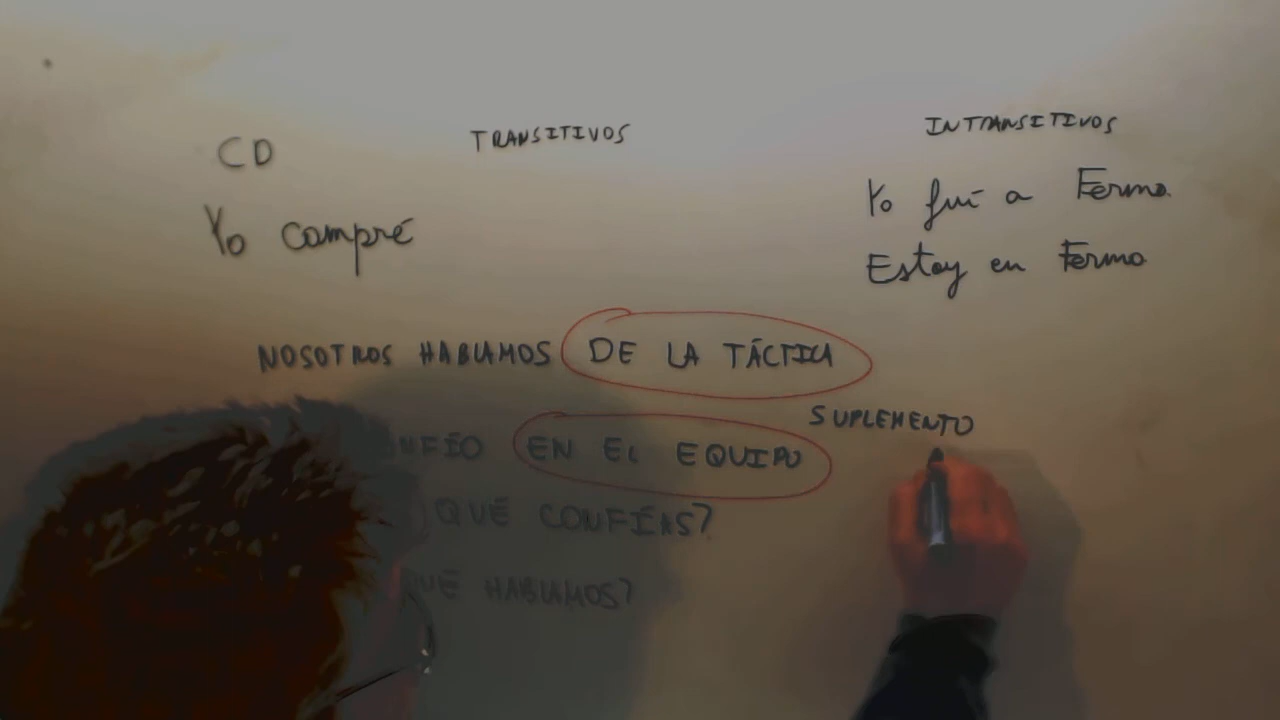 CD
TRANSITIVOS
INTRANSITIVOS
Yo compré
Yo fuí a Fermo.
Estoy en Fermo
NOSOTROS HABLAMOS DE LA TÁCTICA
SUPLEMENTO
EN EL EQUIPO
QUÉ CONFÍAS?
HABLAMOS?